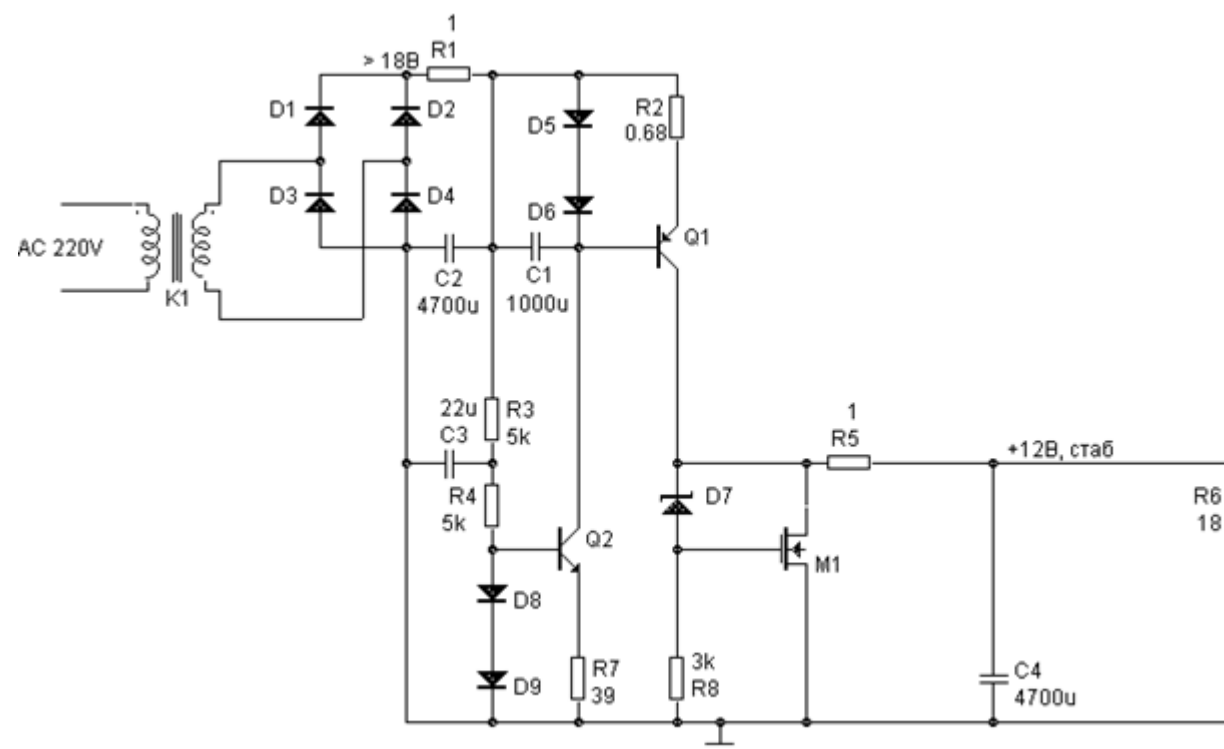 1
R1
> 18В
D1
D2
D5
R2
0.68
D3
D4
D6
Q1
AC 220V
K1
C2
4700u
C1
1000u
22u
C3
R3
5k
1
R5
+12В, стаб
R4
5k
D7
R6
18
Q2
M1
D8
D9
R7
39
3k
R8
C4
4700u